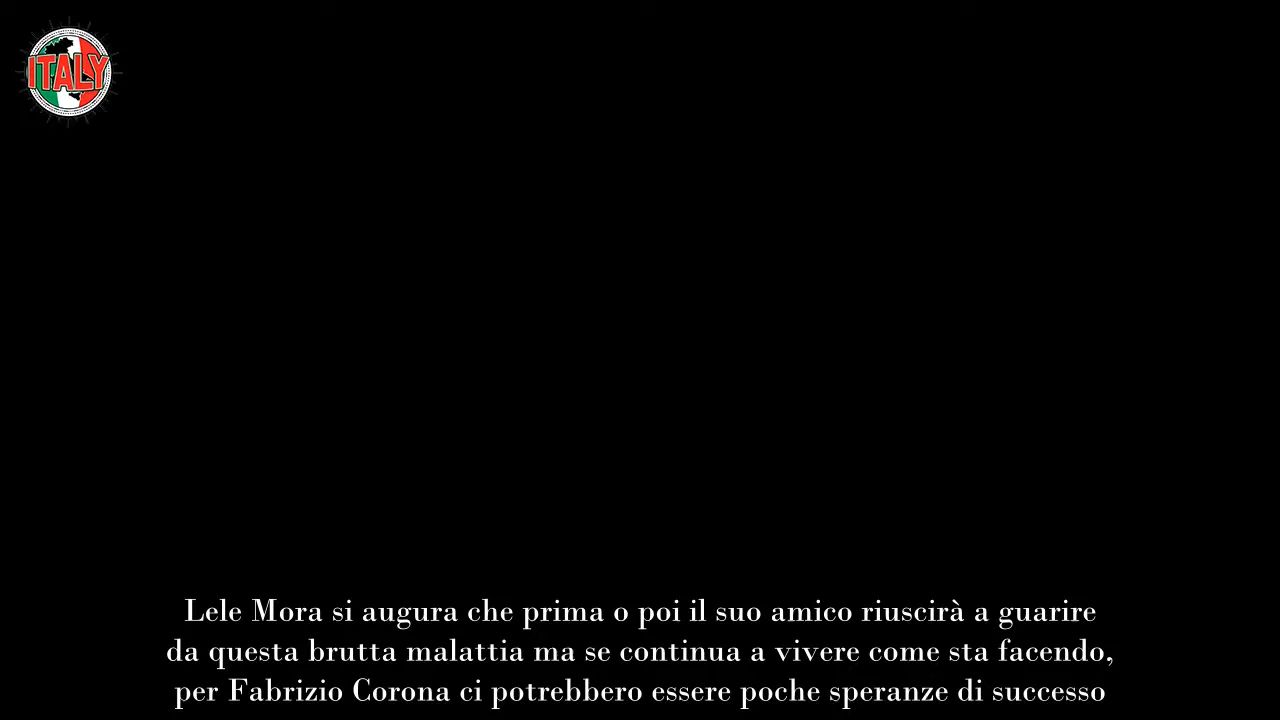 ITALY
Lele Mora si augura che prima o poi il suo amico riuscirà a guarire
da questa brutta malattia ma se continua a vivere come sta facendo,
per Fabrizio Corona ci potrebbero essere poche speranze di successo